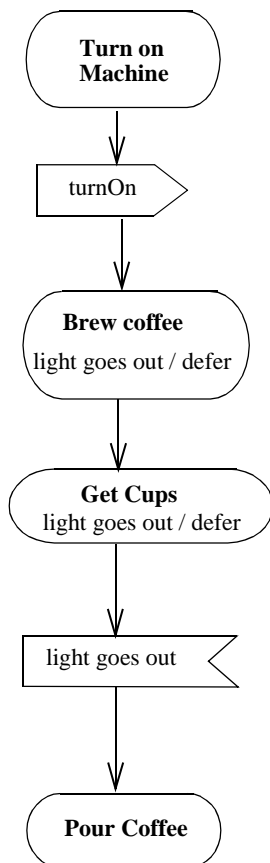 Turn on
Machine
turnOn
Brew coffee
light goes out / defer
Get Cups
light goes out / defer
light goes out
Pour Coffee